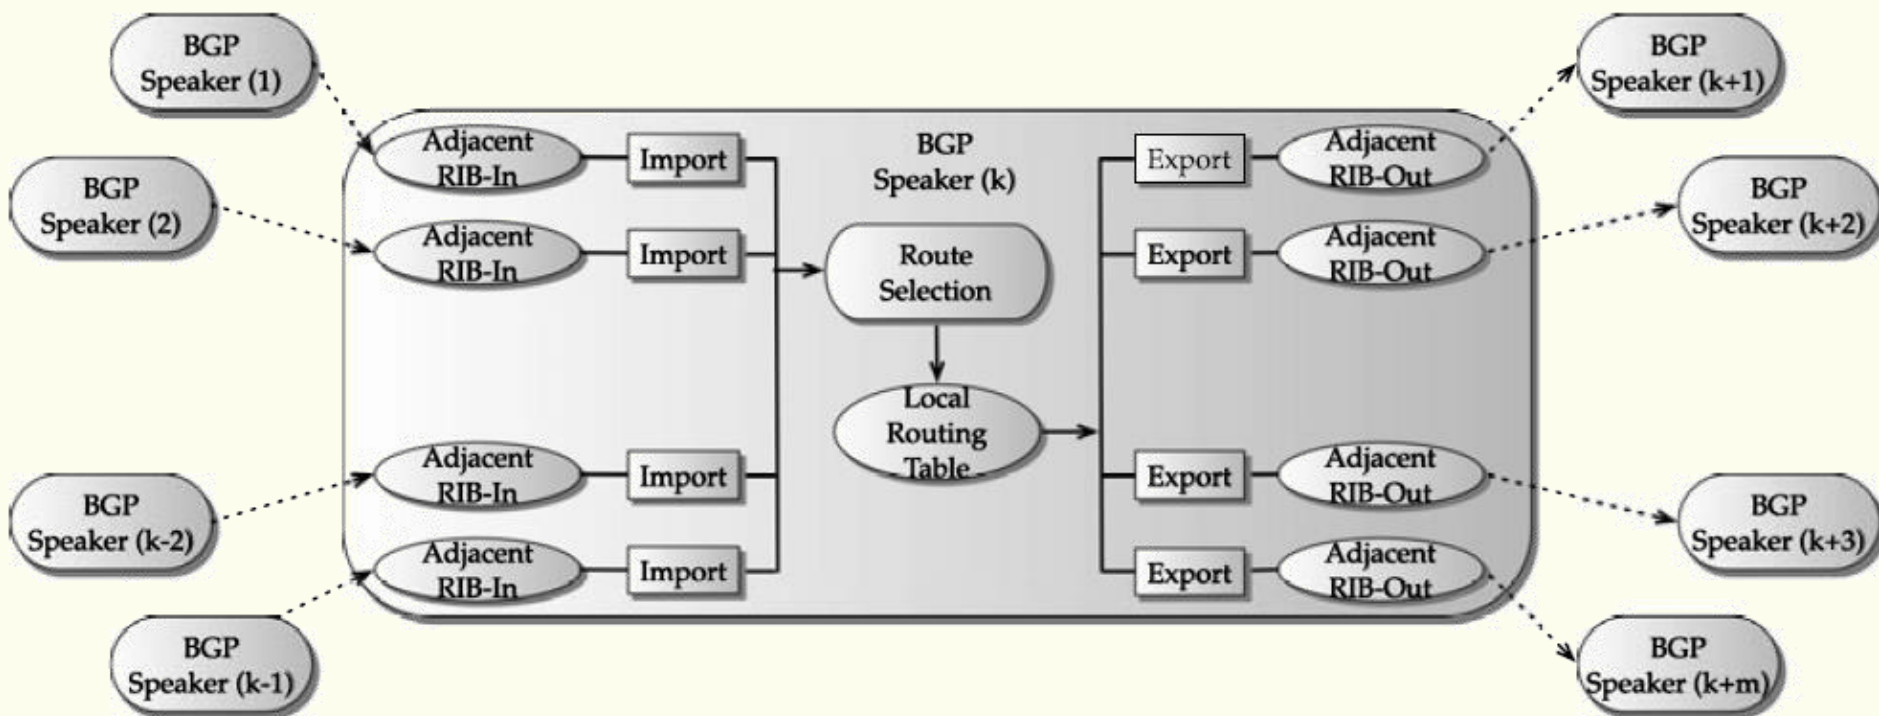 BGP
Speaker (1)
BGP
Speaker (2)
BGP
Speaker (k-2)
BGP
Speaker (k-1)
Adjacent
RIB-In
Import
Adjacent
RIB-In
Import
Adjacent
RIB-In
Import
Adjacent
RIB-In
Import
BGP
Speaker (k)
Route
Selection
Local
Routing
Table
Export
Adjacent
RIB-Out
Export
Adjacent
RIB-Out
Export
Adjacent
RIB-Out
Export
Adjacent
RIB-Out
BGP
Speaker (k+1)
BGP
Speaker (k+2)
BGP
Speaker (k+3)
BGP
Speaker (k+m)